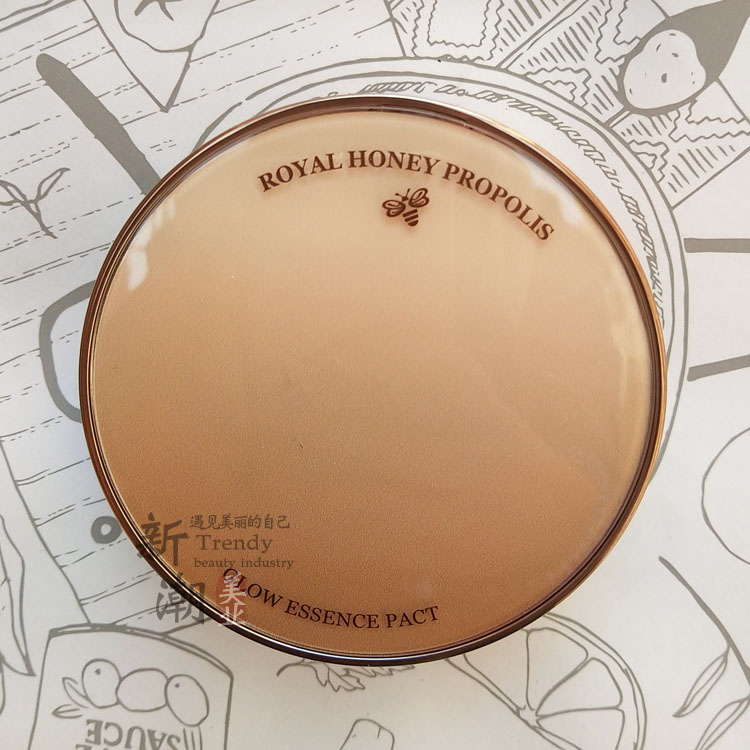 ROYAL HONEY PROPOLIS
新潮
美业
遇见美丽的自己
Trendy
beauty industry
GLOW ESSENCE PACT
SAUCE